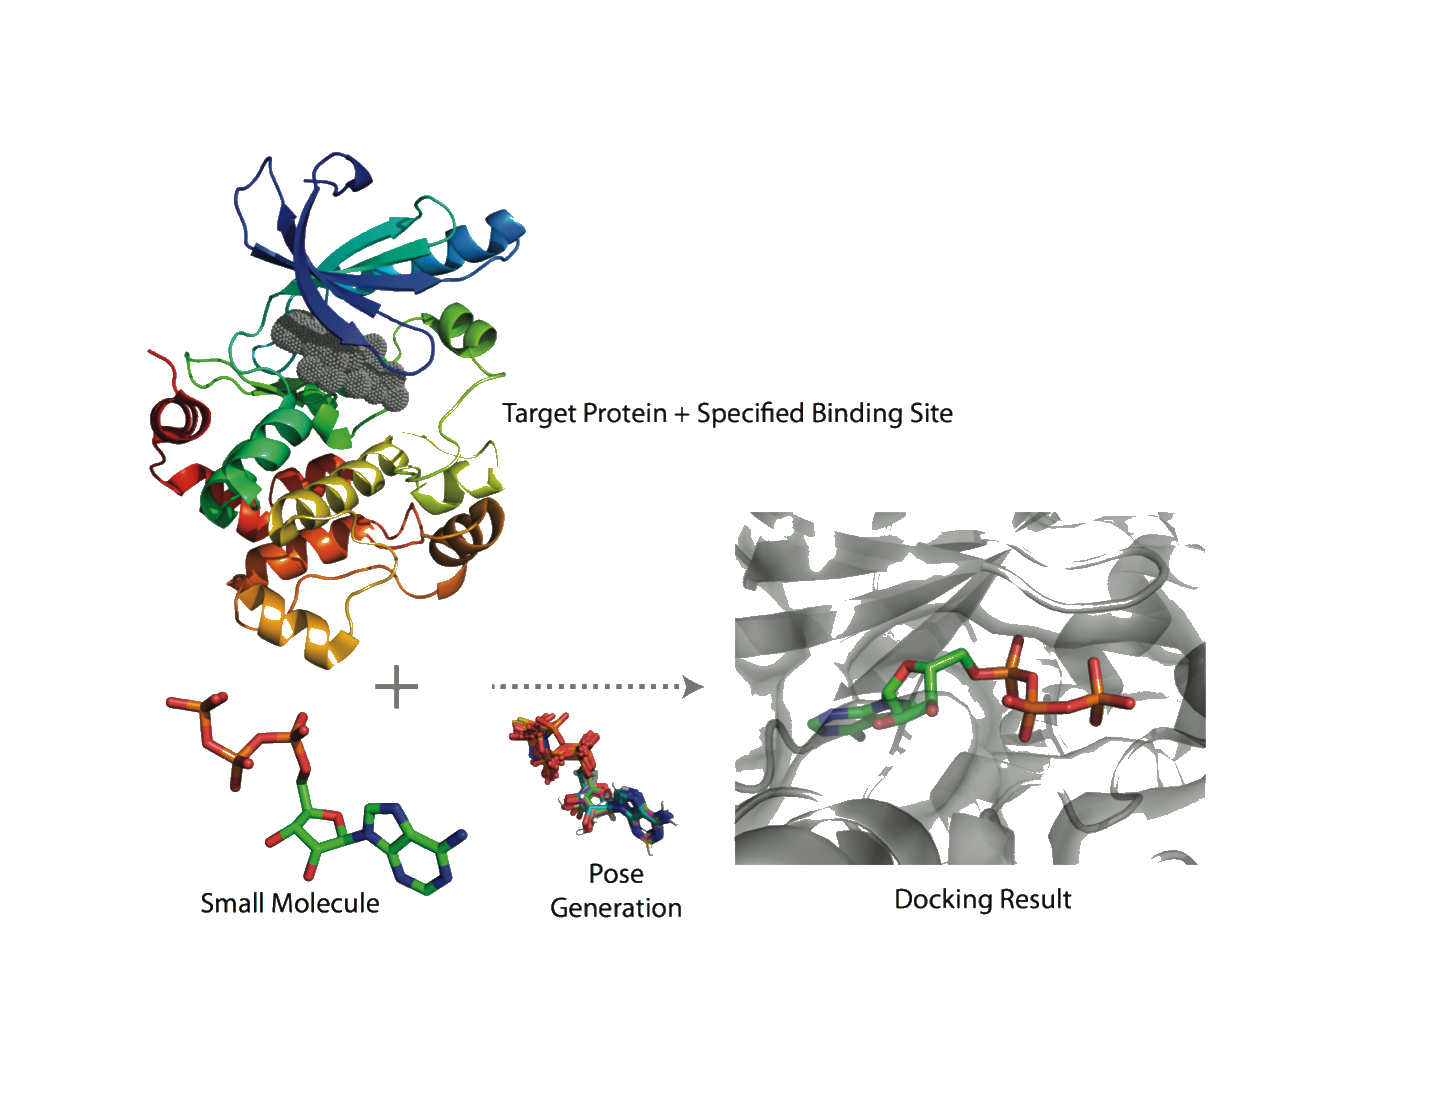 Target Protein + Specified Binding Site
Small Molecule
Pose
Generation
Docking Result